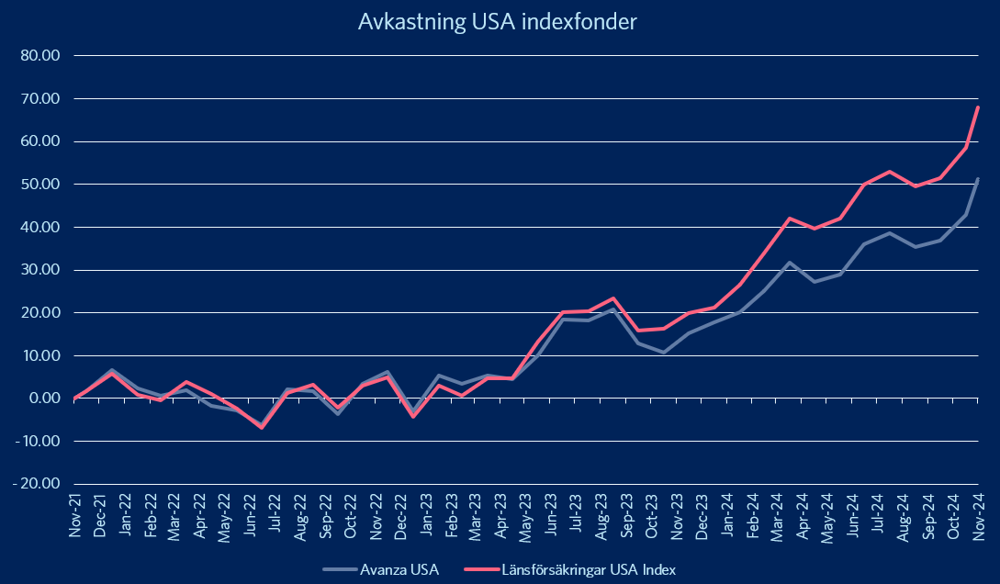 Avkastning USA indexfonder
80.00
70.00
60.00
50.00
40.00
30.00
20.00
10.00
0.00
- 10.00
- 20.00
Nov-21
Dec-21
Jan-22
Feb-22
Mar-22
Apr-22
May-22
Jun-22
Jul-22
Aug-22
Sep-22
Oct-22
Nov-22
Dec-22
Jan-23
Feb-23
Mar-23
Apr-23
May-23
Jun-23
Jul-23
Aug-23
Sep-23
Oct-23
Nov-23
Dec-23
Jan-24
Feb-24
Mar-24
Apr-24
May-24
Jun-24
Jul-24
Aug-24
Sep-24
Oct-24
Nov-24
Avanza USA
Länsförsäkringar USA Index